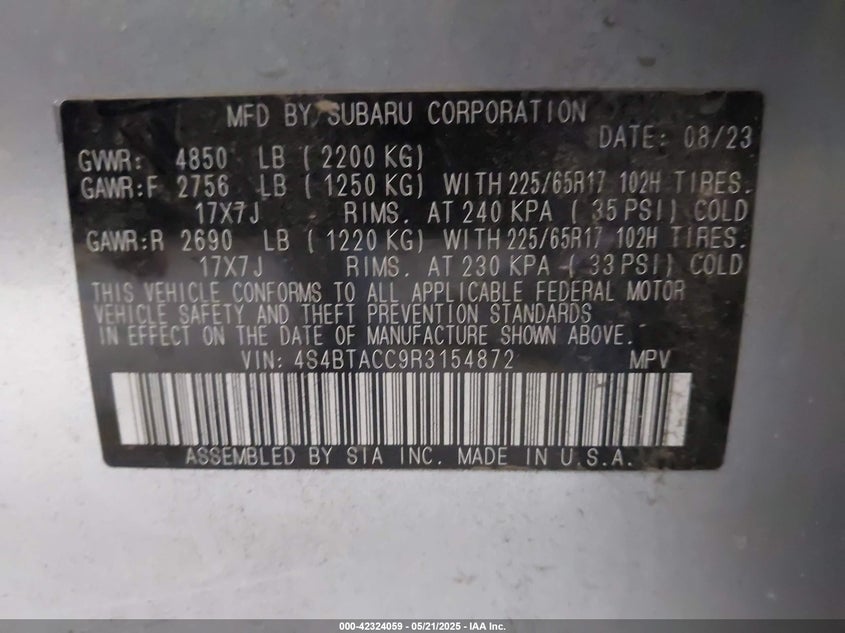 MFD BY SUBARU CORPORATION
DATE: 08/23
GVWR: 4850 LB ( 2200 KG)
GAWR:F 2756 LB ( 1250 KG) WITH 225/65R17 102H TIRES.
17X7J RIMS. AT 240 KPA ( 35 PSI) COLD
GAWR:R 2690 LB ( 1220 KG) WITH 225/65R17 102H TIRES.
17X7J RIMS. AT 230 KPA ( 33 PSI) COLD
THIS VEHICLE CONFORMS TO ALL APPLICABLE FEDERAL MOTOR
VEHICLE SAFETY AND THEFT PREVENTION STANDARDS
IN EFFECT ON THE DATE OF MANUFACTURE SHOWN ABOVE.
VIN: 4S4BTACC9R3154872 MPV
ASSEMBLED BY SIA INC. MADE IN U.S.A.
000-42324059 - 05/21/2025 - IAA Inc.